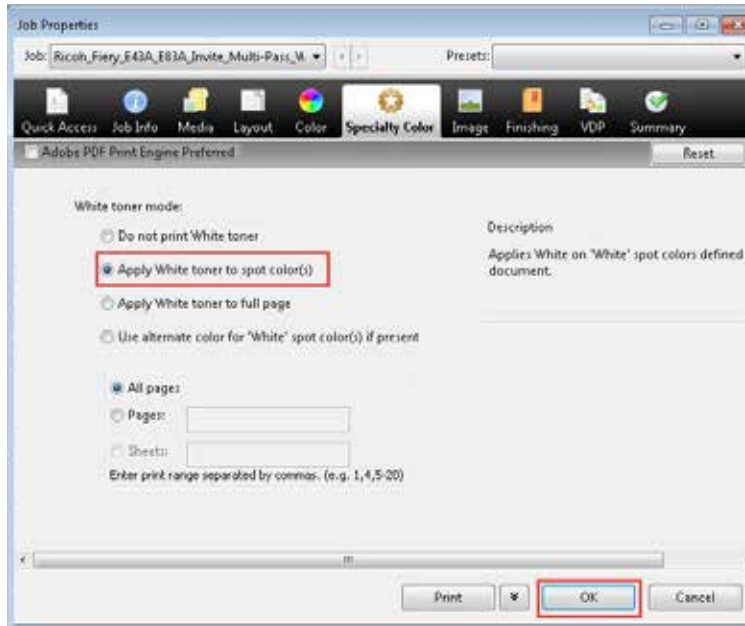 Job Properties
Job: Ricoh_Fiery_E43A_E83A_Invite_Multi-Pass_W Presets:
Quick Access Job Info Media Layout Color Specialty Color Image Finishing VDP Summary
Adobe PDF Print Engine Preferred Reset
White toner mode:
Do not print White toner
Apply White toner to spot color(s)
Apply White toner to full page
Use alternate color for 'White' spot color(s) if present
Description
Applies White on 'White' spot colors defined
document.
All pages
Pages:
Sheets:
Enter print range separated by commas. (e.g. 1,4,5-20)
Print OK Cancel